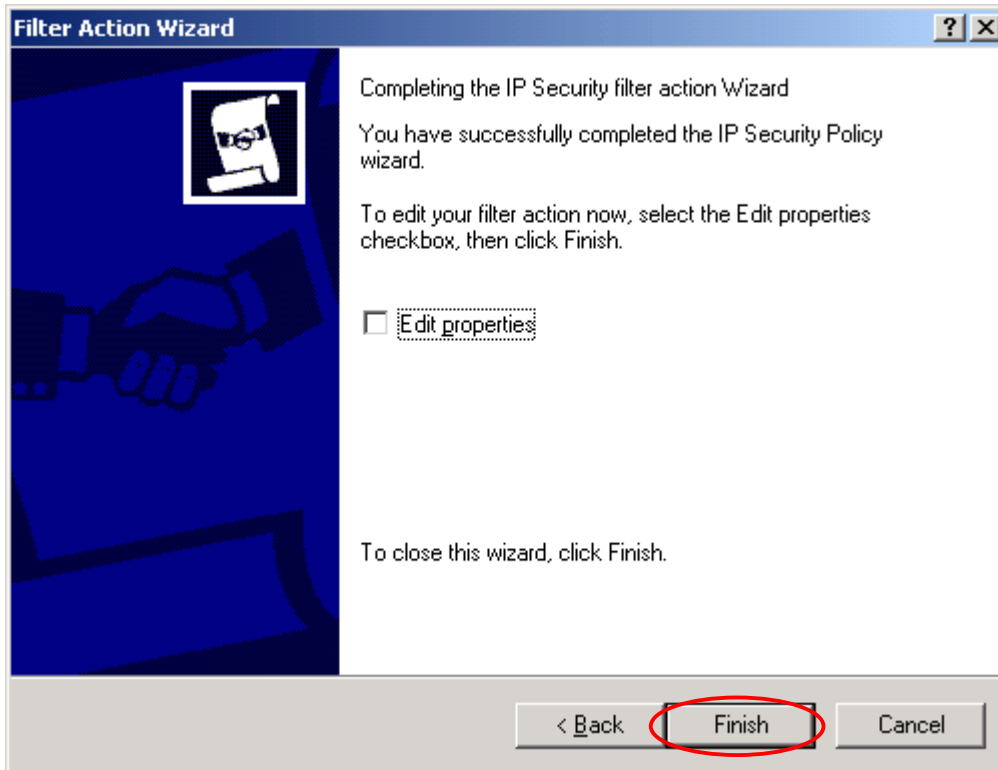 Filter Action Wizard
Completing the IP Security filter action Wizard
You have successfully completed the IP Security Policy
wizard.
To edit your filter action now, select the Edit properties
checkbox, then click Finish.
Edit properties
To close this wizard, click Finish.
< Back Finish Cancel